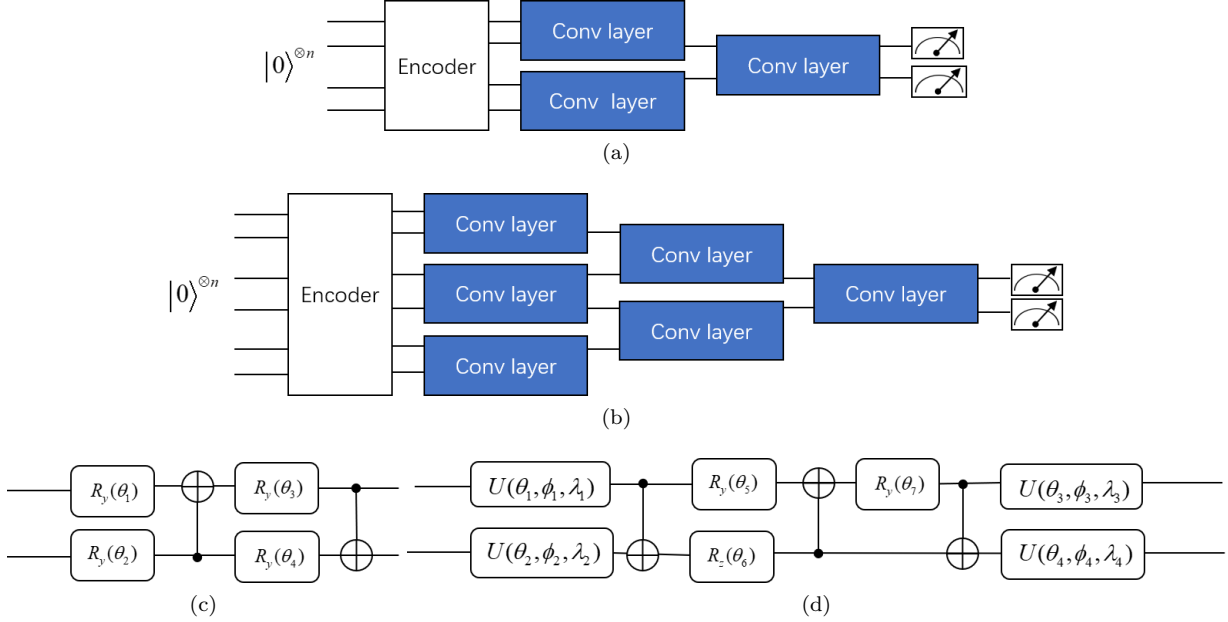 |0⟩^⊗n
Encoder
Conv layer
Conv layer
Conv layer
(a)
|0⟩^⊗n
Encoder
Conv layer
Conv layer
Conv layer
Conv layer
Conv layer
Conv layer
(b)
R_y(θ_1) R_y(θ_3)
R_y(θ_2) R_y(θ_4)
(c)
U(θ_1,ϕ_1,λ_1) R_y(θ_5) R_y(θ_7) U(θ_3,ϕ_3,λ_3)
U(θ_2,ϕ_2,λ_2) R_z(θ_6) U(θ_4,ϕ_4,λ_4)
(d)